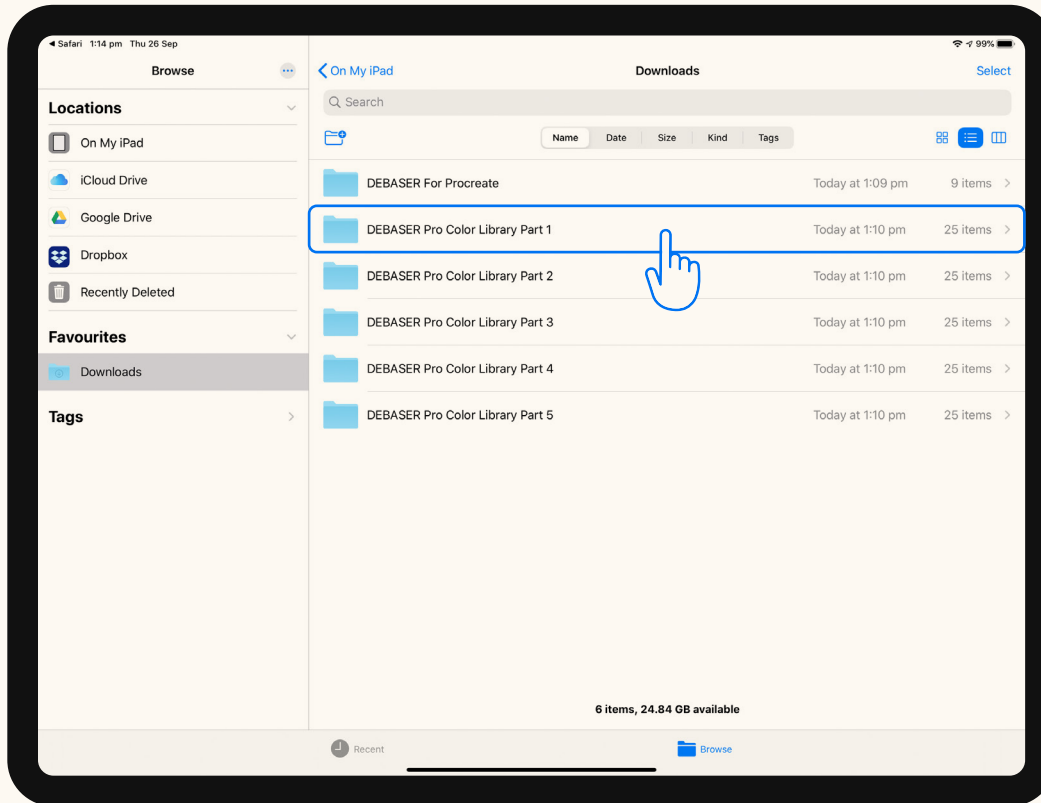 Safari 1:14 pm Thu 26 Sep
99%
Browse
On My iPad
Downloads
Select
Locations
Search
Name Date Size Kind Tags
On My iPad
iCloud Drive
Google Drive
Dropbox
Recently Deleted
Favourites
Downloads
Tags
DEBASER For Procreate Today at 1:09 pm 9 items
DEBASER Pro Color Library Part 1 Today at 1:10 pm 25 items
DEBASER Pro Color Library Part 2 Today at 1:10 pm 25 items
DEBASER Pro Color Library Part 3 Today at 1:10 pm 25 items
DEBASER Pro Color Library Part 4 Today at 1:10 pm 25 items
DEBASER Pro Color Library Part 5 Today at 1:10 pm 25 items
6 items, 24.84 GB available
Recent
Browse